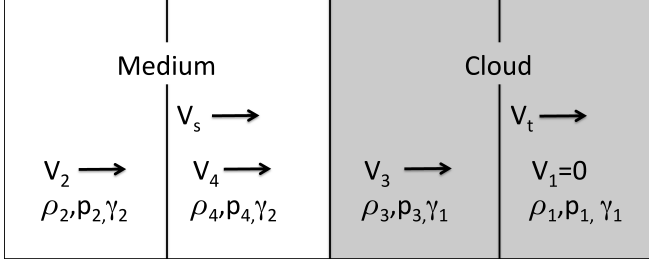 Medium Cloud
Vₛ Vₜ
V₂ V₄ V₃ V₁=0
ρ₂,p₂,γ₂ ρ₄,p₄,γ₂ ρ₃,p₃,γ₁ ρ₁,p₁, γ₁